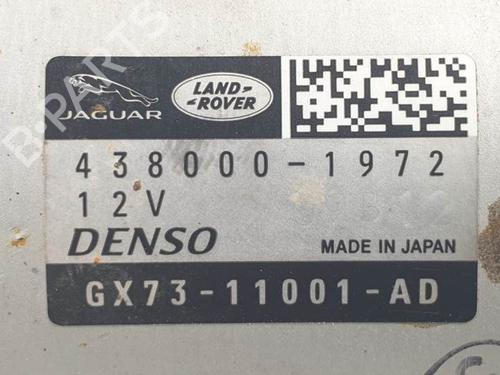 JAGUAR
LAND-
-ROVER
438000-1972
12V
DENSO
MADE IN JAPAN
GX73-11001-AD
B-PARTS